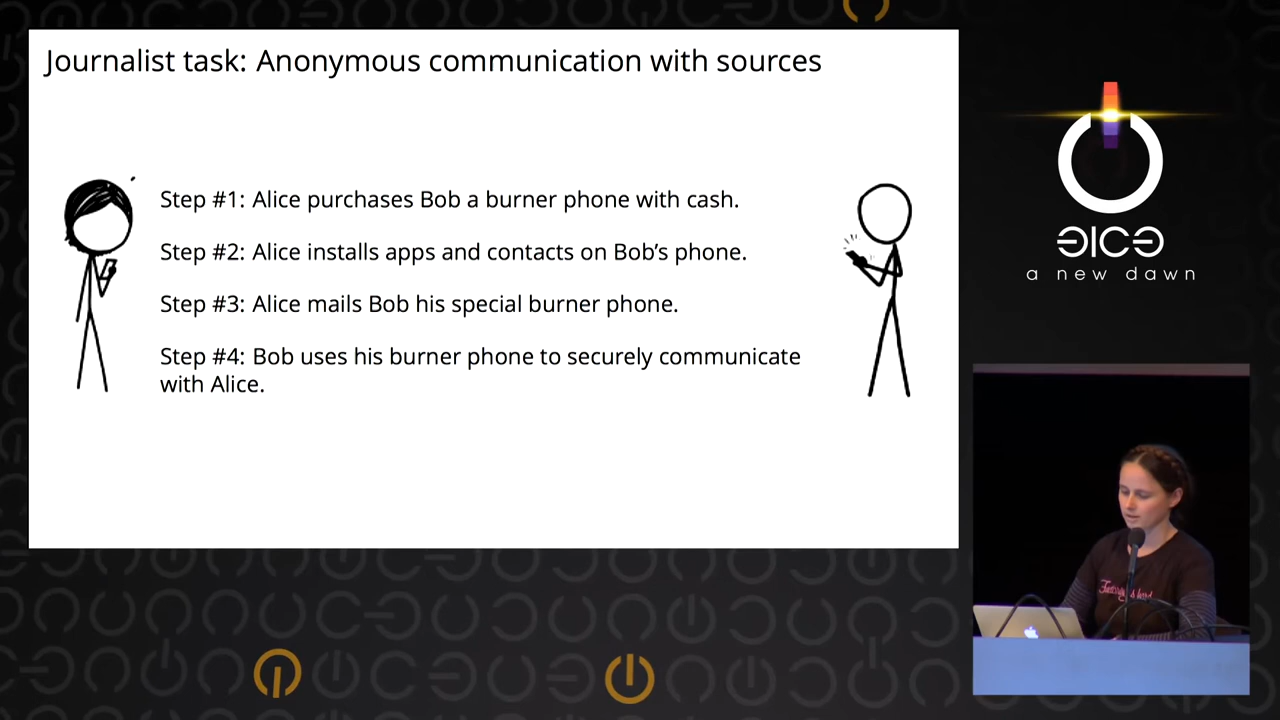 Journalist task: Anonymous communication with sources
Step #1: Alice purchases Bob a burner phone with cash.
Step #2: Alice installs apps and contacts on Bob’s phone.
Step #3: Alice mails Bob his special burner phone.
Step #4: Bob uses his burner phone to securely communicate
with Alice.
a new dawn